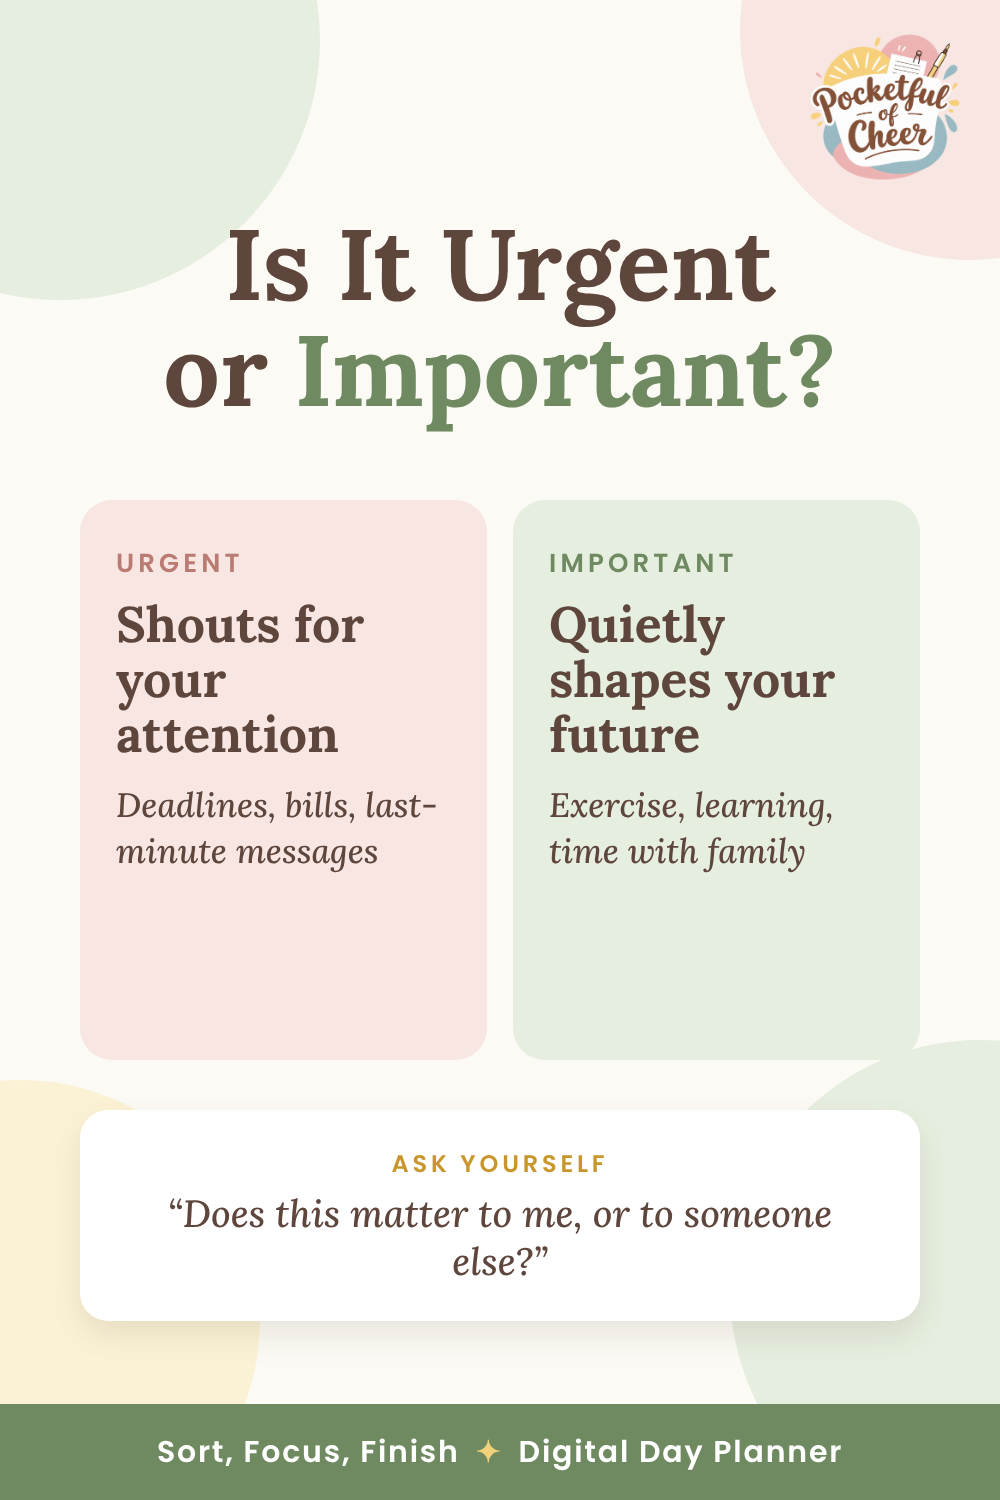 Pocketful
of
Cheer
Is It Urgent
or Important?
URGENT
Shouts for
your
attention
Deadlines, bills, last-
minute messages
IMPORTANT
Quietly
shapes your
future
Exercise, learning,
time with family
ASK YOURSELF
“Does this matter to me, or to someone
else?”
Sort, Focus, Finish ✦ Digital Day Planner